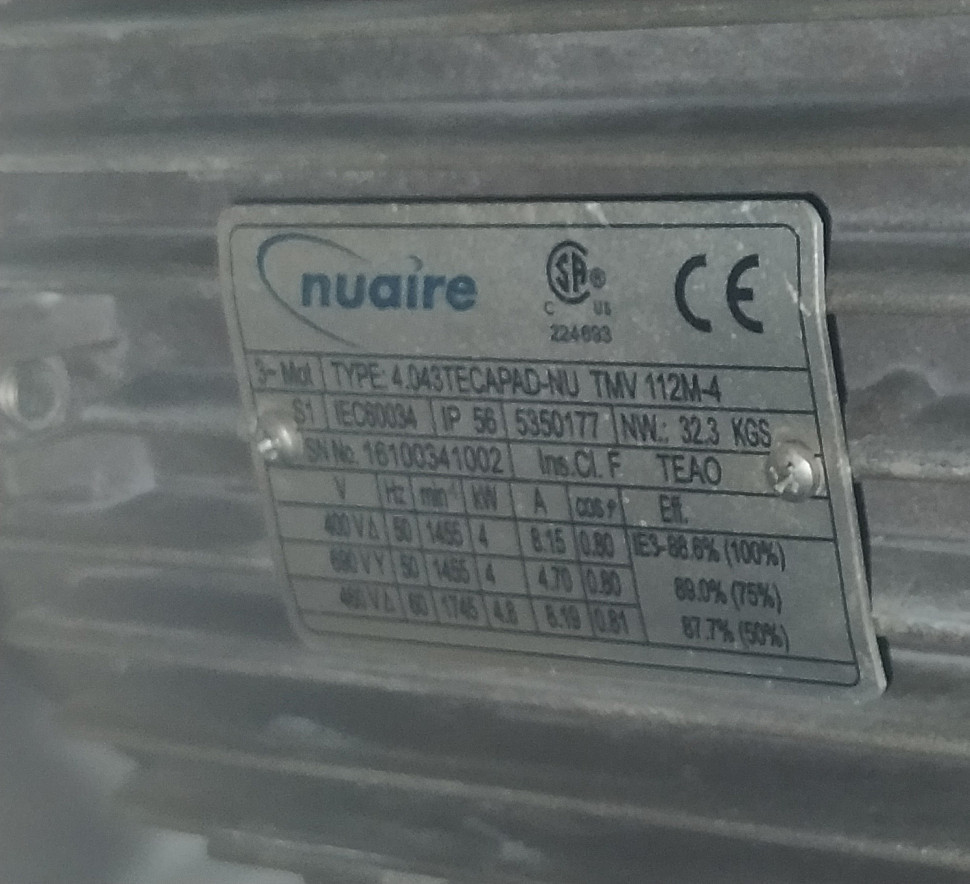 nuaire
SA ®
C US
224693
CE
3~ Mot TYPE: 4.043TECAPAD-NU TMV 112M-4
S1 IEC60034 IP 56 5350177 NW.: 32.3 KGS
SN No. 16100341002 Ins.Cl. F TEAO
V Hz min⁻¹ kW A cos φ Eff.
400 V Δ 50 1455 4 8.15 0.80 IE3-88.6% (100%)
690 V Y 50 1455 4 4.70 0.80 89.0% (75%)
460 V Δ 60 1745 4.8 8.19 0.81 87.7% (50%)